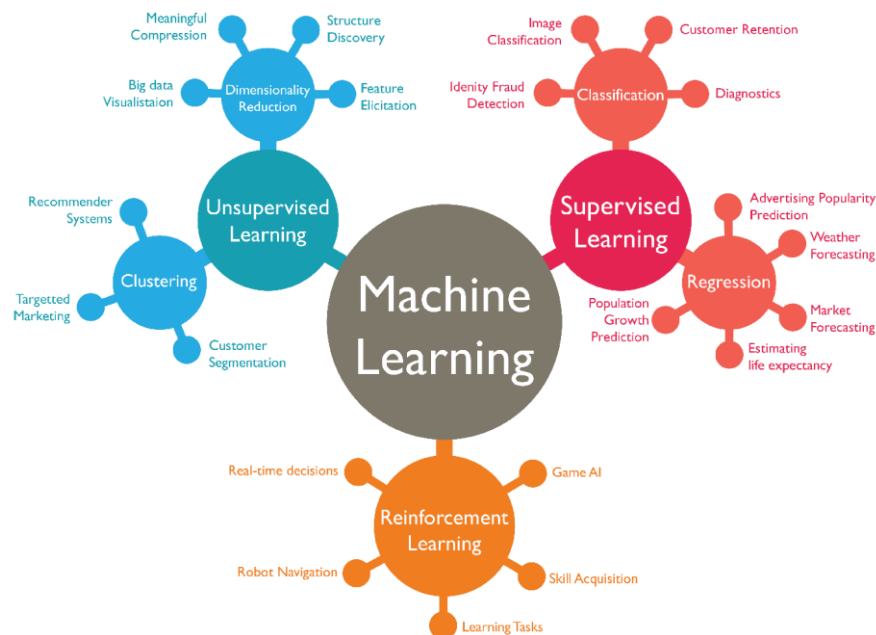 Meaningful
Compression
Structure
Discovery
Big data
Visualistaion
Dimensionality
Reduction
Feature
Elicitation
Image
Classification
Customer Retention
Idenity Fraud
Detection
Classification
Diagnostics
Recommender
Systems
Unsupervised
Learning
Clustering
Targetted
Marketing
Customer
Segmentation
Machine
Learning
Supervised
Learning
Advertising Popularity
Prediction
Weather
Forecasting
Regression
Population
Growth
Prediction
Market
Forecasting
Estimating
life expectancy
Real-time decisions
Game AI
Reinforcement
Learning
Robot Navigation
Skill Acquisition
Learning Tasks